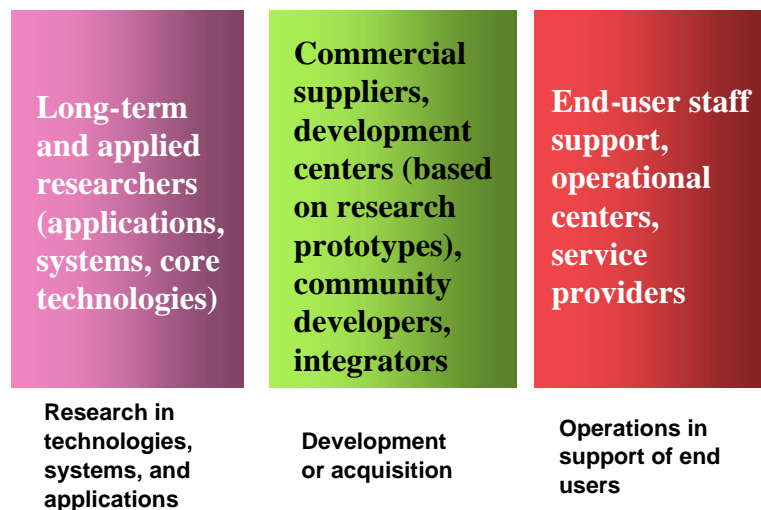 Long-term
and applied
researchers
(applications,
systems, core
technologies)
Commercial
suppliers,
development
centers (based
on research
prototypes),
community
developers,
integrators
End-user staff
support,
operational
centers,
service
providers
Research in
technologies,
systems, and
applications
Development
or acquisition
Operations in
support of end
users